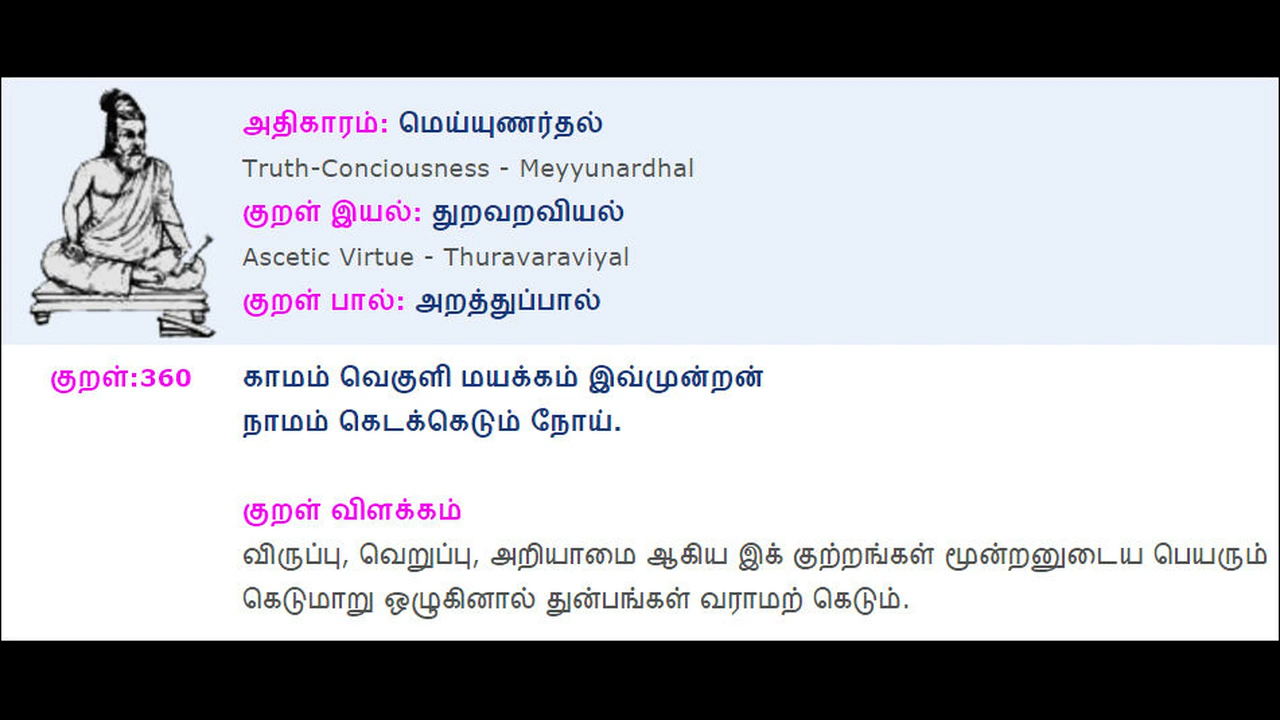 அதிகாரம்: மெய்யுணர்தல்
Truth-Conciousness - Meyyunardhal
குறள் இயல்: துறவறவியல்
Ascetic Virtue - Thuravaraviyal
குறள் பால்: அறத்துப்பால்
குறள்:360 காமம் வெகுளி மயக்கம் இவ்முன்றன்
நாமம் கெடக்கெடும் நோய்.
குறள் விளக்கம்
விருப்பு, வெறுப்பு, அறியாமை ஆகிய இக் குற்றங்கள் மூன்றனுடைய பெயரும்
கெடுமாறு ஒழுகினால் துன்பங்கள் வராமற் கெடும்.